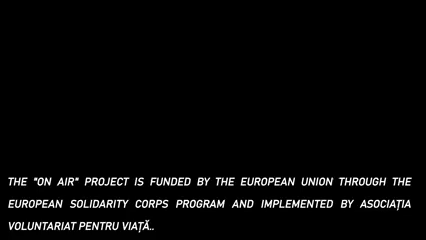 THE "ON AIR" PROJECT IS FUNDED BY THE EUROPEAN UNION THROUGH THE
EUROPEAN SOLIDARITY CORPS PROGRAM AND IMPLEMENTED BY ASOCIAȚIA
VOLUNTARIAT PENTRU VIAȚĂ..